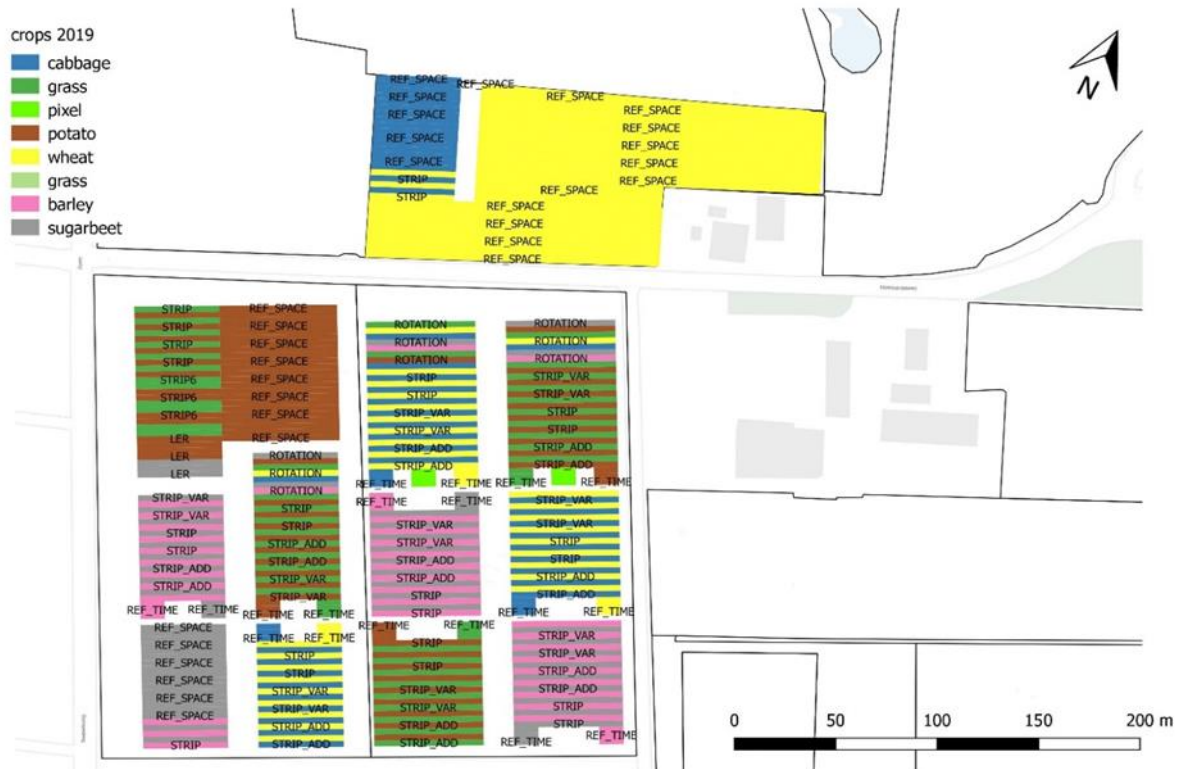 crops 2019
cabbage
grass
pixel
potato
wheat
grass
barley
sugarbeet
N
REF_SPACE
REF_SPACE
REF_SPACE
REF_SPACE
REF_SPACE
STRIP
STRIP
REF_SPACE
REF_SPACE
REF_SPACE
REF_SPACE
REF_SPACE
REF_SPACE
REF_SPACE
REF_SPACE
REF_SPACE
REF_SPACE
REF_SPACE
REF_SPACE
STRIP
STRIP
STRIP
STRIP
STRIP6
STRIP6
STRIP6
LER
LER
LER
REF_SPACE
REF_SPACE
REF_SPACE
REF_SPACE
REF_SPACE
REF_SPACE
REF_SPACE
REF_SPACE
STRIP_VAR
STRIP_VAR
STRIP
STRIP
STRIP_ADD
STRIP_ADD
REF_TIME
REF_TIME
REF_SPACE
REF_SPACE
REF_SPACE
REF_SPACE
REF_SPACE
REF_SPACE
STRIP
ROTATION
ROTATION
ROTATION
STRIP
STRIP
STRIP_ADD
STRIP_ADD
STRIP_VAR
STRIP_VAR
REF_TIME
REF_TIME
REF_TIME
REF_TIME
STRIP
STRIP
STRIP_VAR
STRIP_VAR
STRIP_ADD
STRIP_ADD
ROTATION
ROTATION
ROTATION
STRIP
STRIP
STRIP_VAR
STRIP_VAR
STRIP_ADD
STRIP_ADD
REF_TIME
REF_TIME
REF_TIME
REF_TIME
STRIP_VAR
STRIP_VAR
STRIP_ADD
STRIP_ADD
STRIP
STRIP
REF_TIME
REF_TIME
STRIP
STRIP
STRIP_VAR
STRIP_VAR
STRIP_ADD
STRIP_ADD
ROTATION
ROTATION
ROTATION
STRIP_VAR
STRIP_VAR
STRIP
STRIP
STRIP_ADD
STRIP_ADD
REF_TIME
REF_TIME
STRIP_VAR
STRIP_VAR
STRIP
STRIP
STRIP_ADD
STRIP_ADD
REF_TIME
REF_TIME
STRIP_VAR
STRIP_VAR
STRIP_ADD
STRIP_ADD
STRIP
STRIP
REF_TIME
REF_TIME
0 50 100 150 200 m